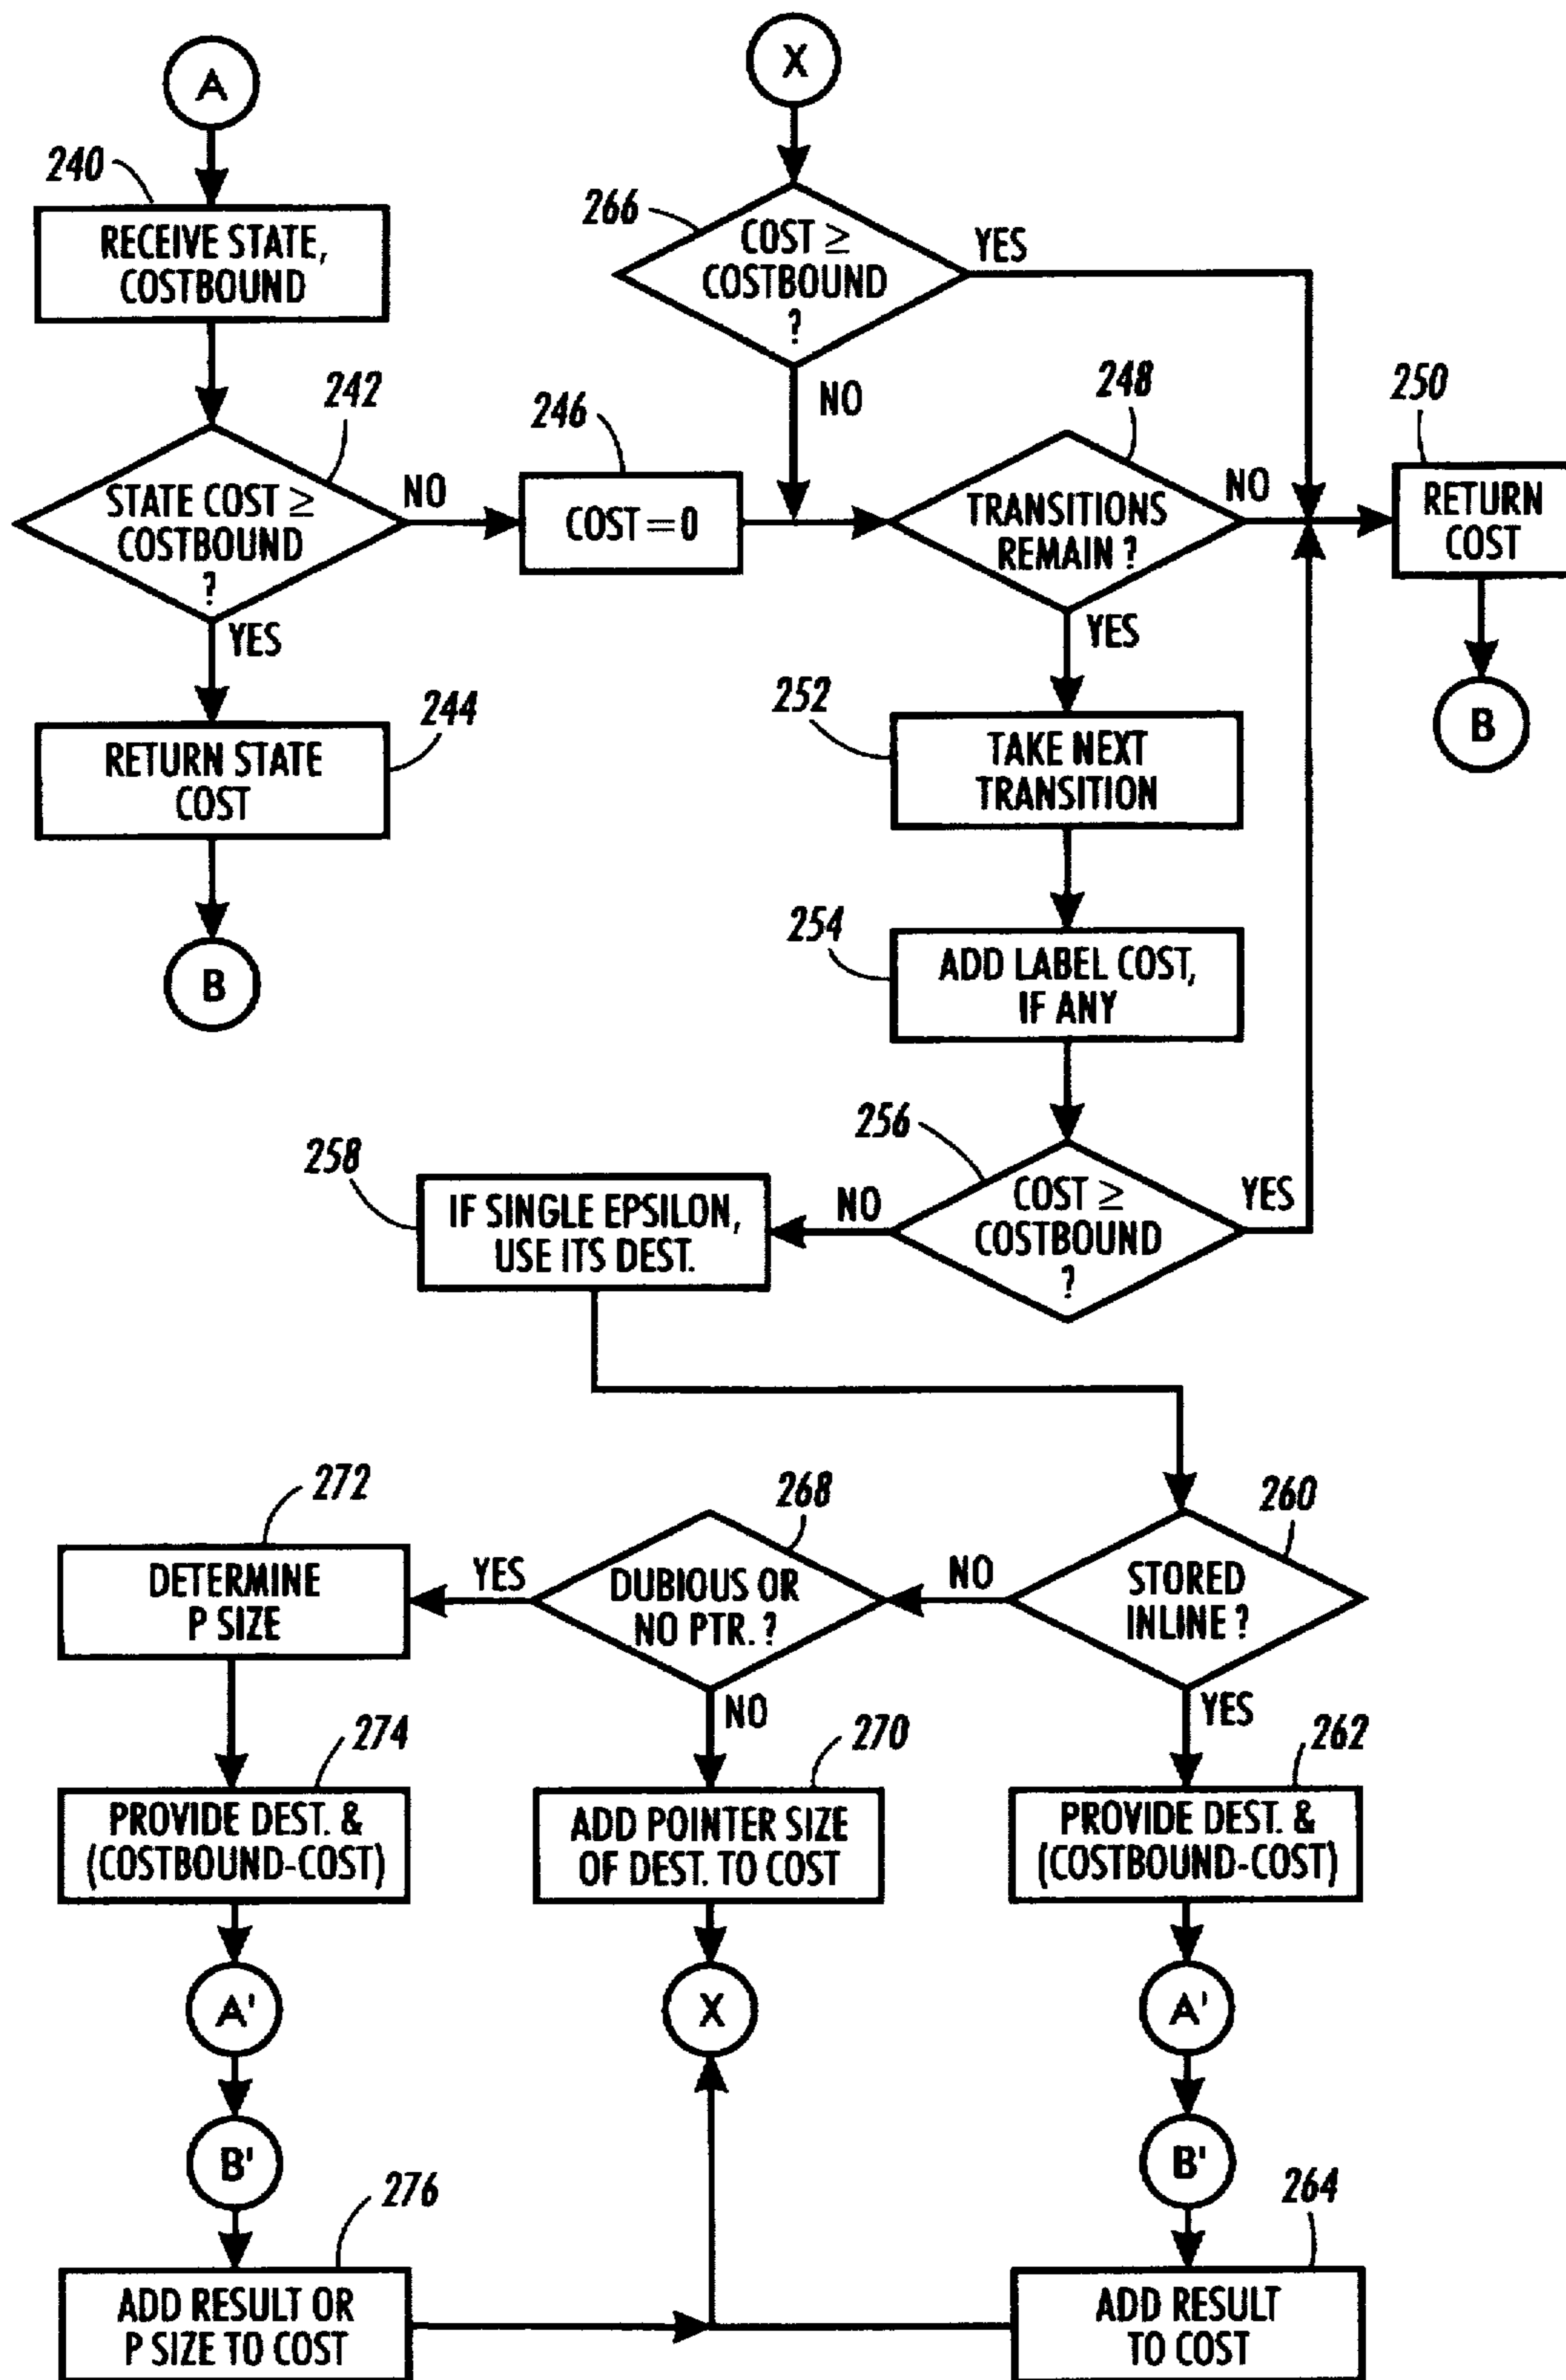 A
X
240
RECEIVE STATE,
COSTBOUND
266
COST ≥
COSTBOUND
?
YES
NO
242
STATE COST ≥
COSTBOUND
?
NO
YES
246
COST = 0
248
TRANSITIONS
REMAIN ?
NO
YES
250
RETURN
COST
B
244
RETURN STATE
COST
B
252
TAKE NEXT
TRANSITION
254
ADD LABEL COST,
IF ANY
256
COST ≥
COSTBOUND
?
YES
NO
258
IF SINGLE EPSILON,
USE ITS DEST.
260
STORED
INLINE ?
NO
YES
268
DUBIOUS OR
NO PTR. ?
YES
NO
272
DETERMINE
P SIZE
274
PROVIDE DEST. &
(COSTBOUND-COST)
270
ADD POINTER SIZE
OF DEST. TO COST
262
PROVIDE DEST. &
(COSTBOUND-COST)
A'
X
A'
B'
B'
276
ADD RESULT OR
P SIZE TO COST
264
ADD RESULT
TO COST